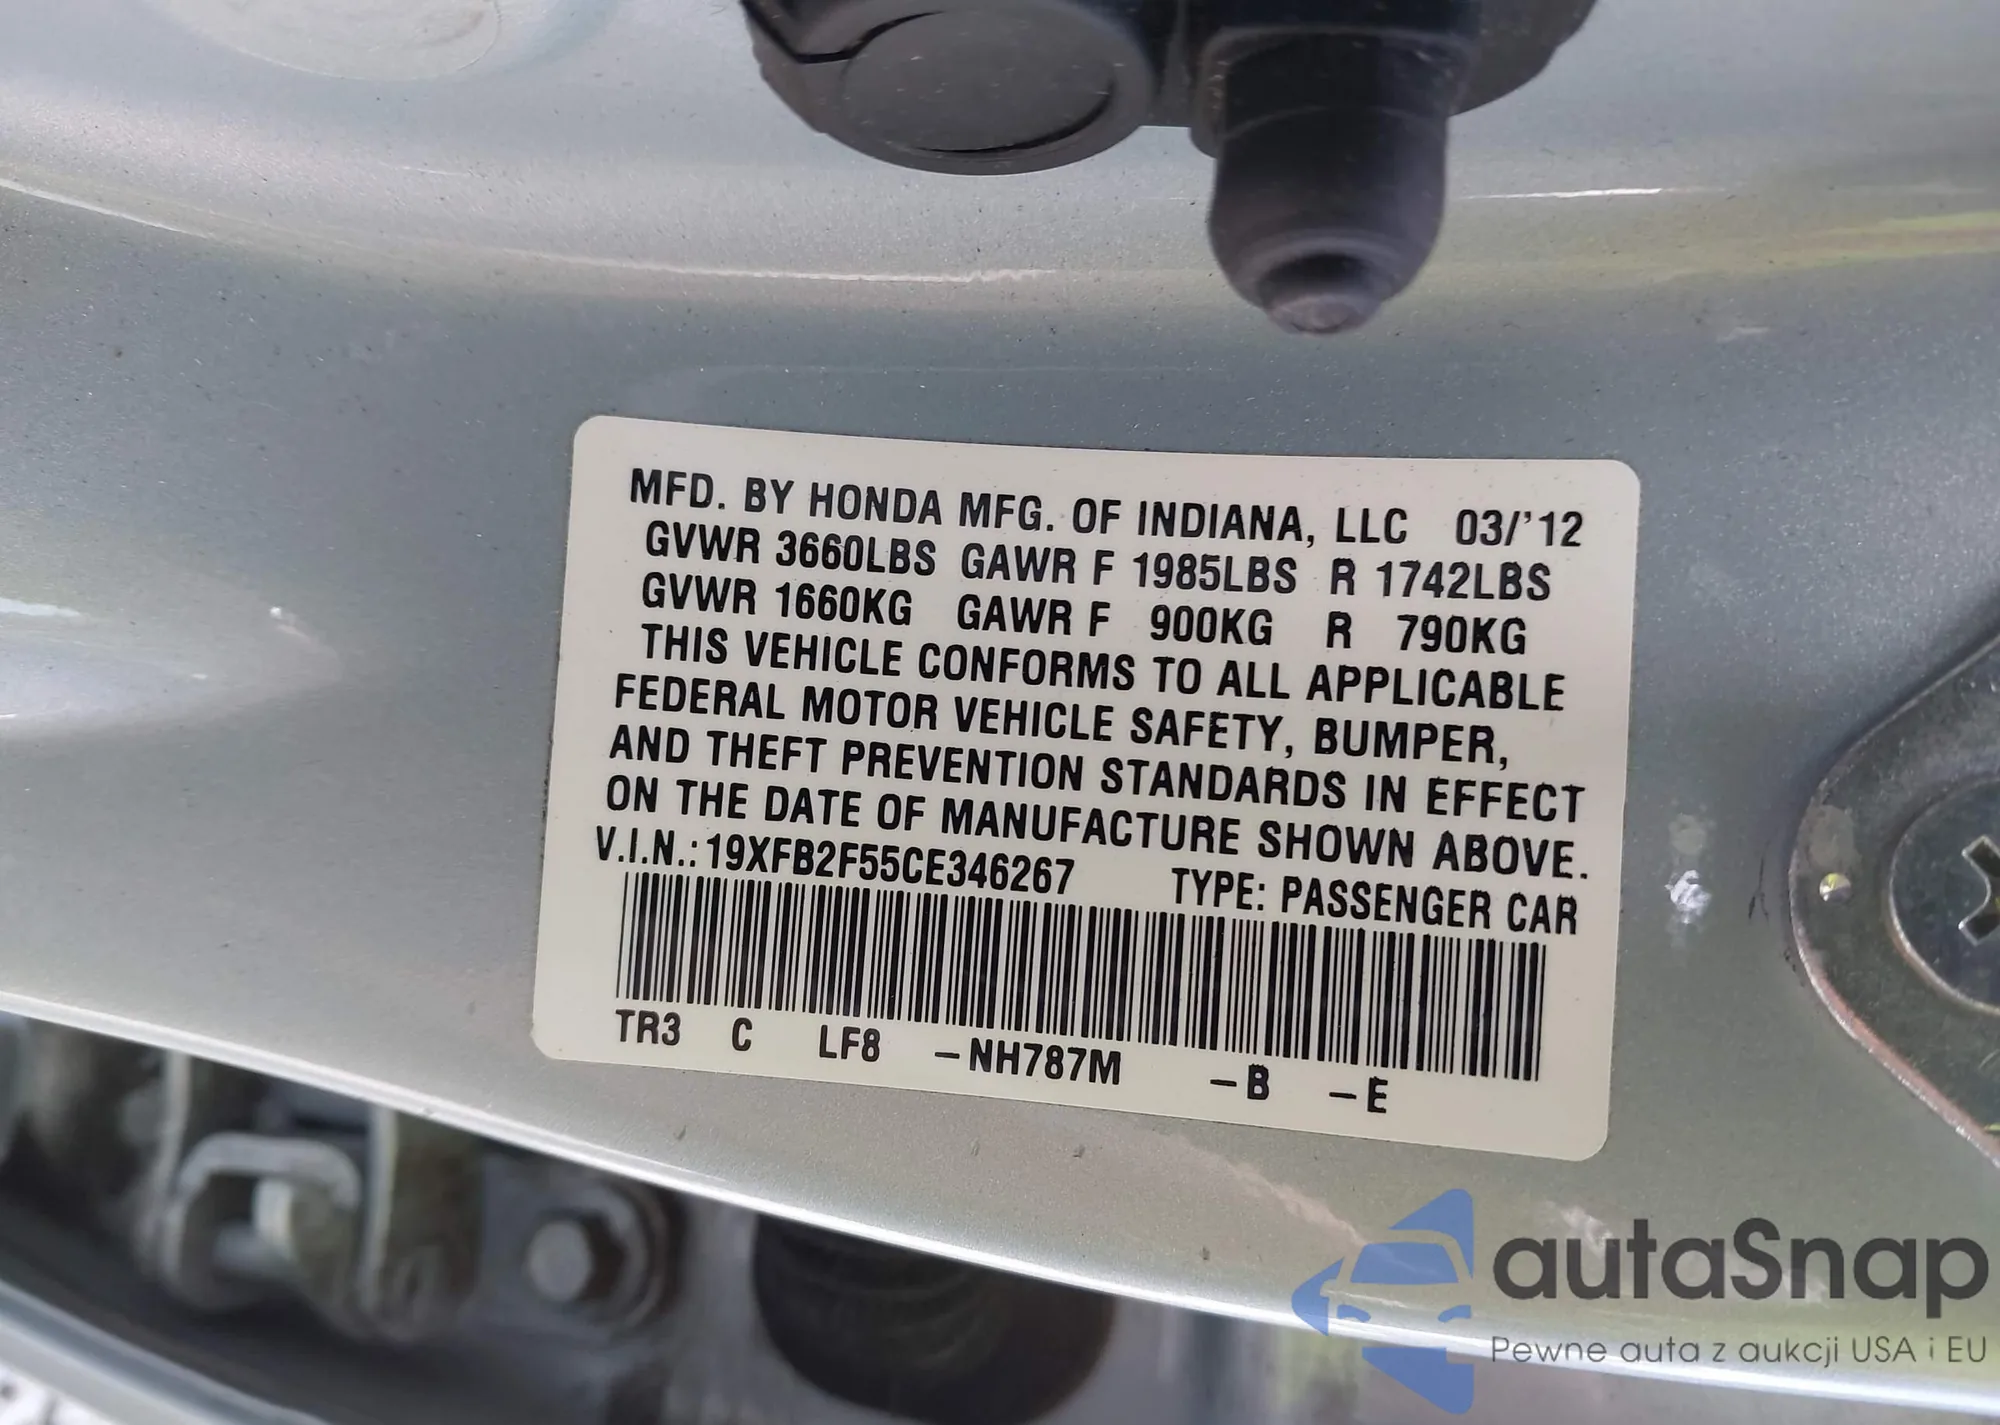 MFD. BY HONDA MFG. OF INDIANA, LLC 03/'12
GVWR 3660LBS GAWR F 1985LBS R 1742LBS
GVWR 1660KG GAWR F 900KG R 790KG
THIS VEHICLE CONFORMS TO ALL APPLICABLE
FEDERAL MOTOR VEHICLE SAFETY, BUMPER,
AND THEFT PREVENTION STANDARDS IN EFFECT
ON THE DATE OF MANUFACTURE SHOWN ABOVE.
V.I.N.: 19XFB2F55CE346267 TYPE: PASSENGER CAR
TR3 C LF8 -NH787M -B -E
autaSnap
Pewne auta z aukcji USA i EU